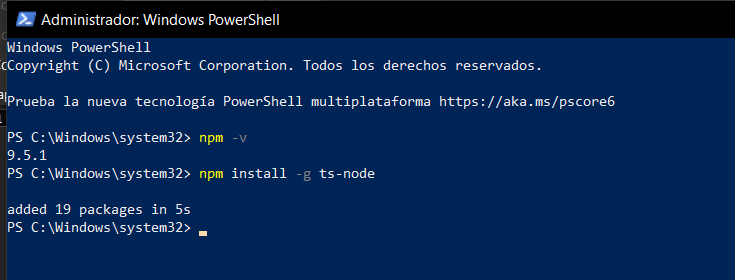 Administrador: Windows PowerShell
Windows PowerShell
Copyright (C) Microsoft Corporation. Todos los derechos reservados.
Prueba la nueva tecnología PowerShell multiplataforma https://aka.ms/pscore6
PS C:\Windows\system32> npm -v
9.5.1
PS C:\Windows\system32> npm install -g ts-node
added 19 packages in 5s
PS C:\Windows\system32>